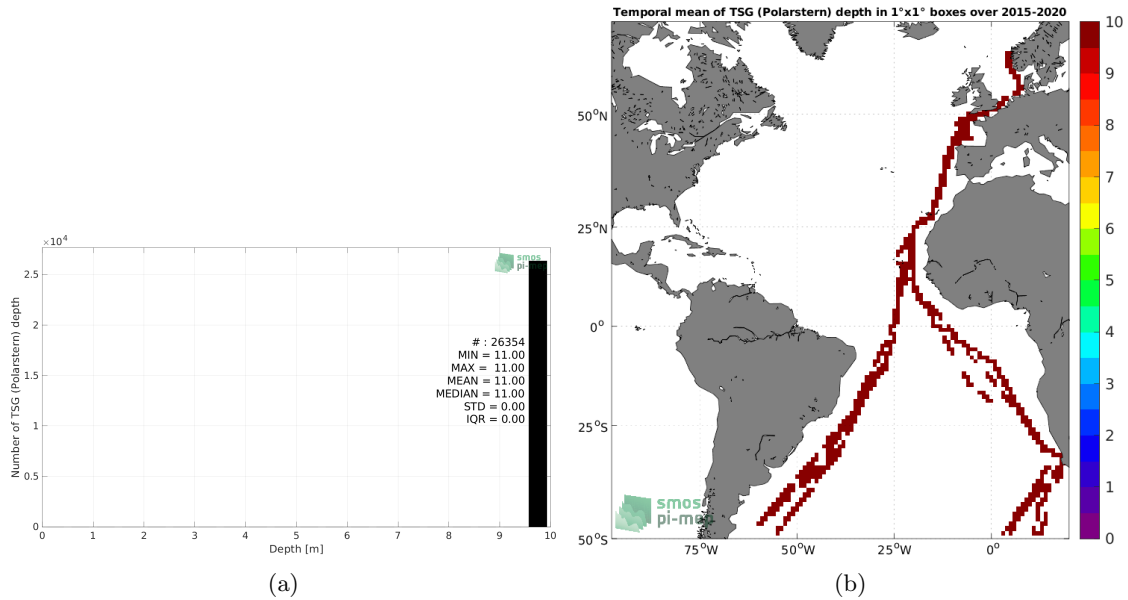 ×10⁴
2.5
2
1.5
1
0.5
0
Number of TSG (Polarstern) depth
smos
# : 26354
MIN = 11.00
MAX = 11.00
MEAN = 11.00
MEDIAN = 11.00
STD = 0.00
IQR = 0.00
0 1 2 3 4 5 6 7 8 9 10
Depth [m]
(a)
Temporal mean of TSG (Polarstern) depth in 1°x1° boxes over 2015-2020
50°N
25°N
0°
25°S
50°S
75°W 50°W 25°W 0°
smos
10
9
8
7
6
5
4
3
2
1
0
(b)